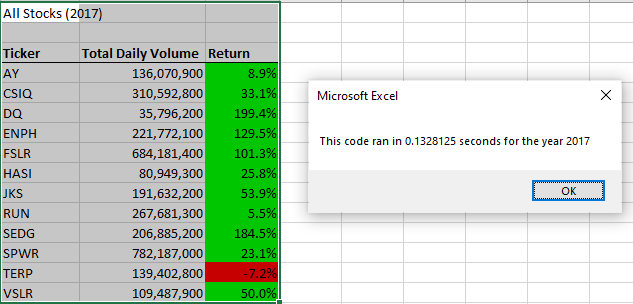 All Stocks (2017)
Ticker Total Daily Volume Return
AY 136,070,900 8.9%
CSIQ 310,592,800 33.1%
DQ 35,796,200 199.4%
ENPH 221,772,100 129.5%
FSLR 684,181,400 101.3%
HASI 80,949,300 25.8%
JKS 191,632,200 53.9%
RUN 267,681,300 5.5%
SEDG 206,885,200 184.5%
SPWR 782,187,000 23.1%
TERP 139,402,800 -7.2%
VSLR 109,487,900 50.0%
Microsoft Excel
This code ran in 0.1328125 seconds for the year 2017
OK